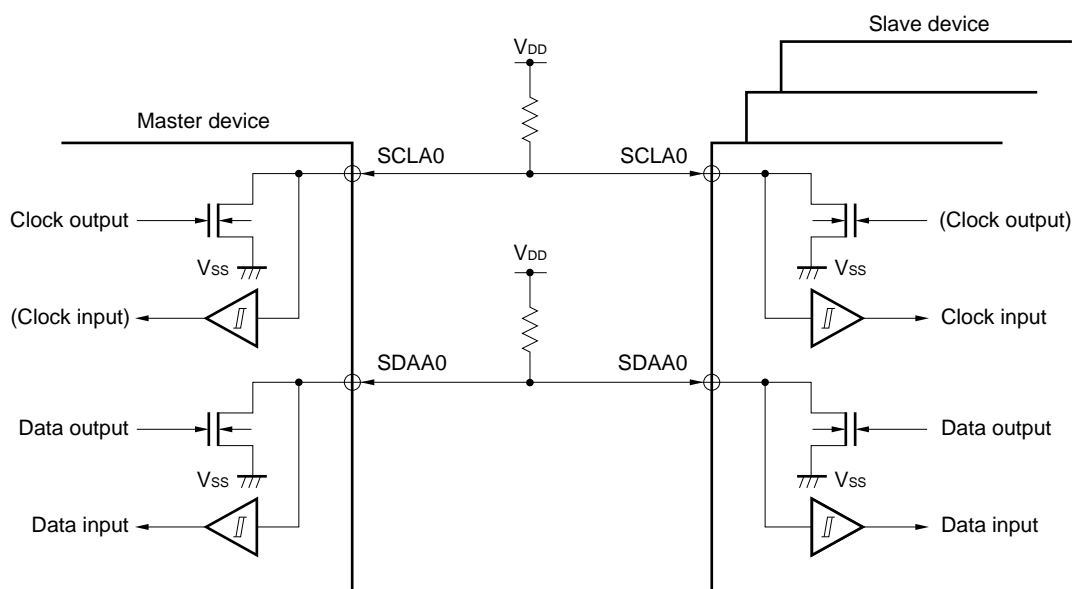 Slave device
VDD
Master device
SCLA0 SCLA0
Clock output (Clock output)
VSS VSS
VDD
(Clock input) Clock input
SDAA0 SDAA0
Data output Data output
VSS VSS
Data input Data input